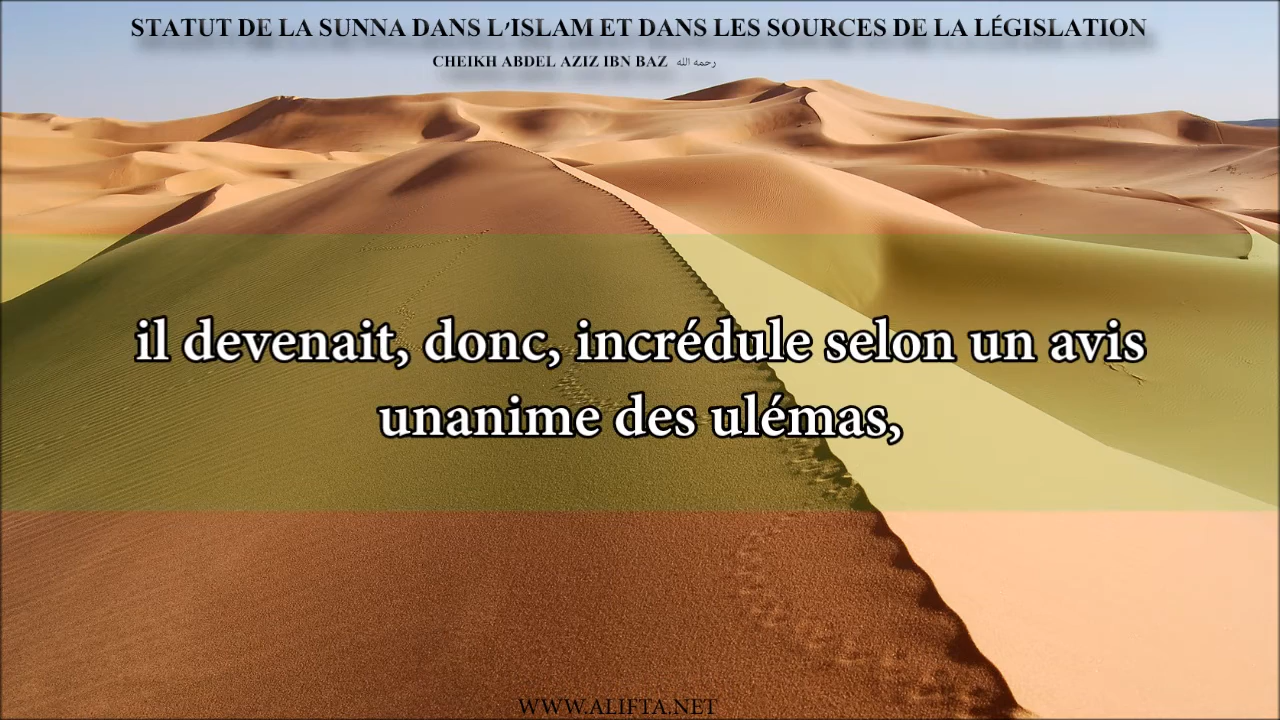 STATUT DE LA SUNNA DANS L'ISLAM ET DANS LES SOURCES DE LA LÉGISLATION
CHEIKH ABDEL AZIZ IBN BAZ رحمه الله
il devenait, donc, incrédule selon un avis
unanime des ulémas,
WWW.ALIFTA.NET